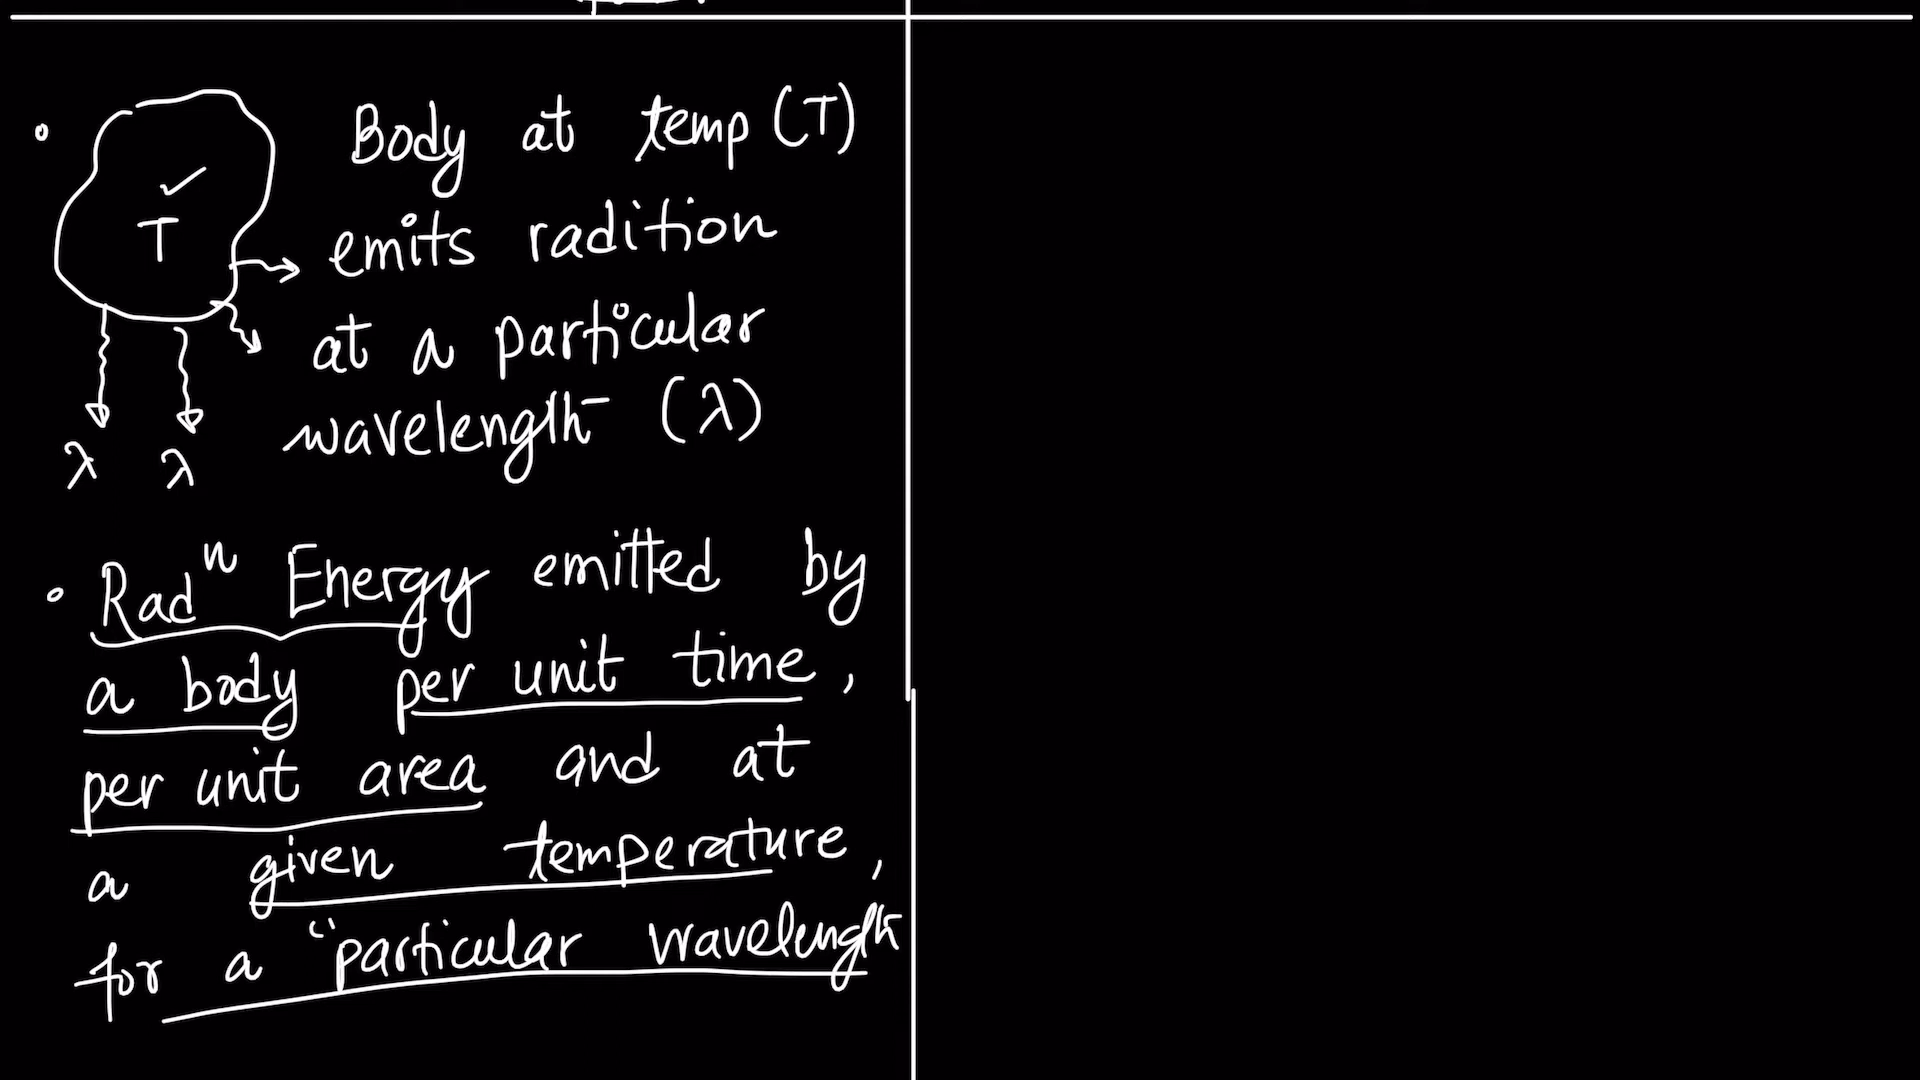 Body at temp (T)
T
emits radition
at a particular
wavelength (λ)
λ λ
• Radⁿ Energy emitted by
a body per unit time,
per unit area and at
a given temperature,
for a "particular wavelength